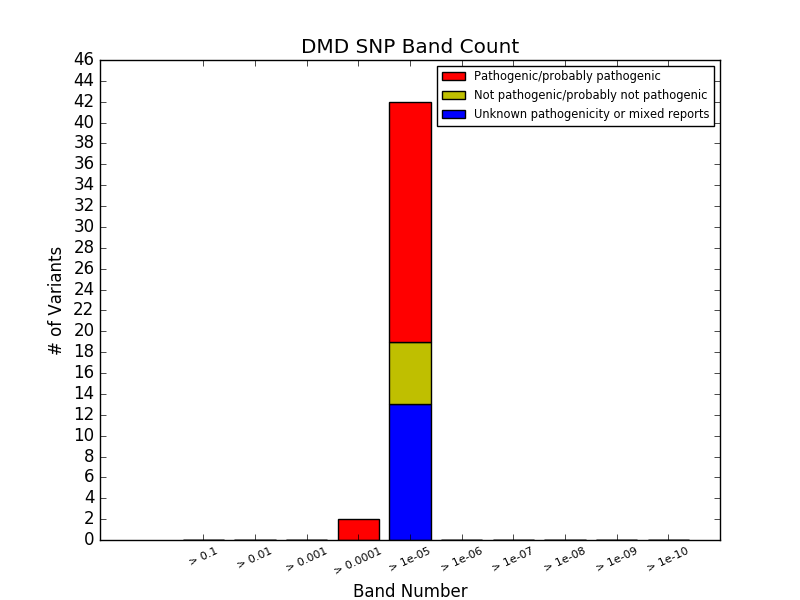 DMD SNP Band Count
46
44
42
40
38
36
34
32
30
28
26
24
22
20
18
16
14
12
10
8
6
4
2
0
# of Variants
Pathogenic/probably pathogenic
Not pathogenic/probably not pathogenic
Unknown pathogenicity or mixed reports
> 0.1
> 0.01
> 0.001
> 0.0001
> 1e-05
> 1e-06
> 1e-07
> 1e-08
> 1e-09
> 1e-10
Band Number